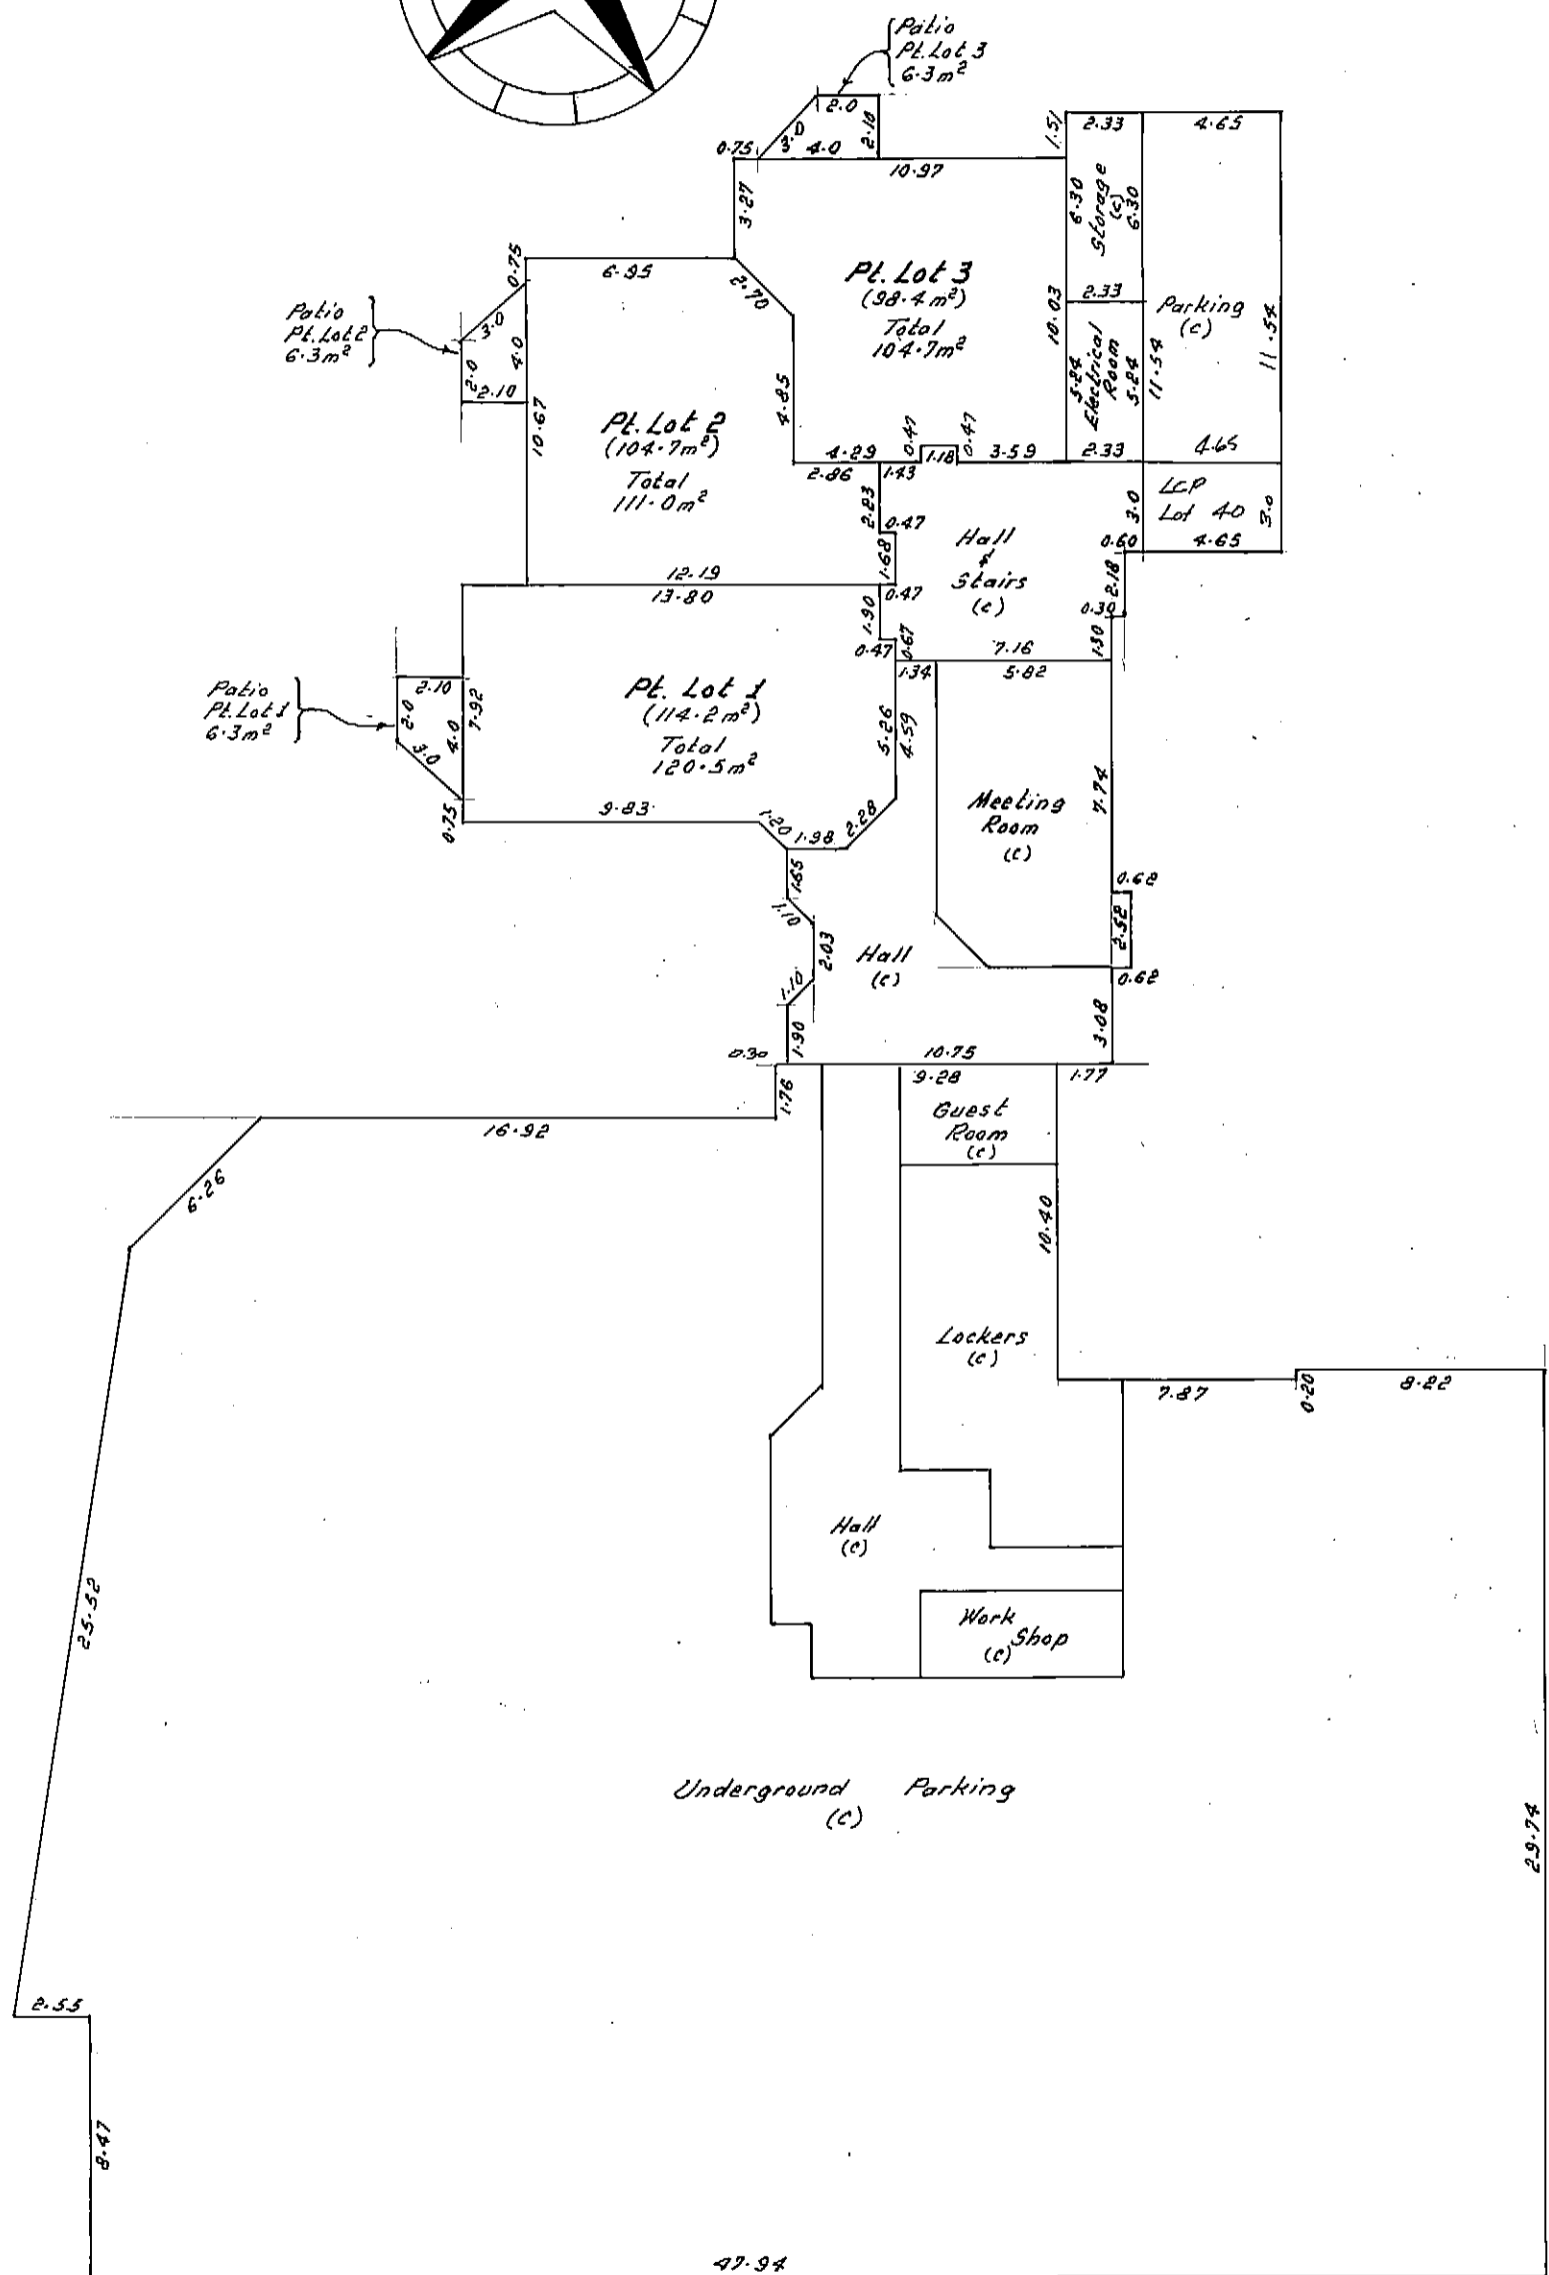 Patio
Pt. Lot 3
6.3m²
2.0
3.0
4.0
2.10
0.75
10.97
1.51
2.33
4.65
3.27
6.30
Storage
(c)
6.30
Pt. Lot 3
(98.4m²)
Total
104.7m²
10.03
2.33
Parking
(c)
11.54
11.54
5.24
Electrical
Room
5.24
2.33
4.65
0.75
6.95
2.70
Patio
Pt. Lot 2
6.3m²
3.0
4.0
2.0
2.10
10.67
4.85
Pt. Lot 2
(104.7m²)
Total
111.0m²
4.29
0.47
1.18
0.47
3.59
2.86
1.43
2.23
0.47
1.68
Hall
&
Stairs
(c)
3.0
LCP
Lot 40
3.0
0.60
4.65
2.18
0.30
1.30
12.19
13.80
0.47
1.90
0.47
0.67
7.16
1.34
5.82
Patio
Pt. Lot 1
6.3m²
2.10
2.0
4.0
3.0
7.92
0.75
Pt. Lot 1
(114.2m²)
Total
120.5m²
5.26
4.59
9.83
1.20
1.98
2.28
Meeting
Room
(c)
7.74
0.62
2.52
0.62
1.65
1.10
2.03
1.10
1.90
Hall
(c)
3.08
0.30
10.75
9.28
1.77
1.76
16.92
6.26
Guest
Room
(c)
10.40
Lockers
(c)
7.87
0.20
8.22
Hall
(c)
Work
Shop
(c)
25.52
Underground Parking
(c)
29.74
2.55
8.47
47.94